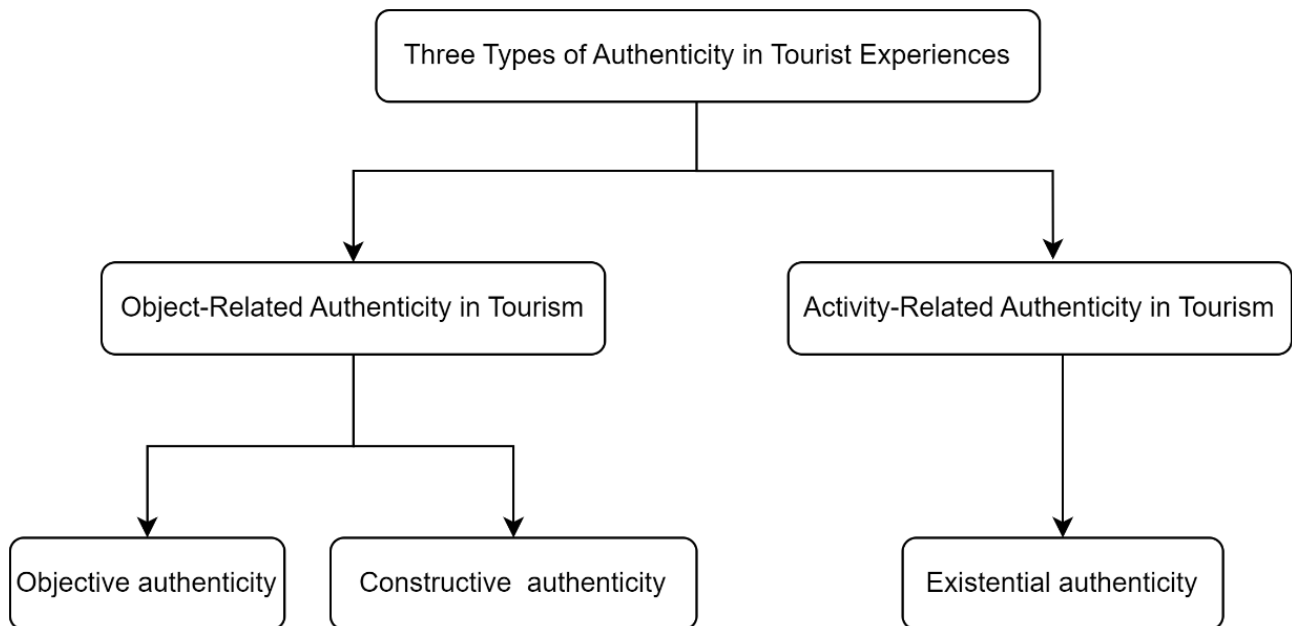 Three Types of Authenticity in Tourist Experiences
Object-Related Authenticity in Tourism
Activity-Related Authenticity in Tourism
Objective authenticity
Constructive authenticity
Existential authenticity